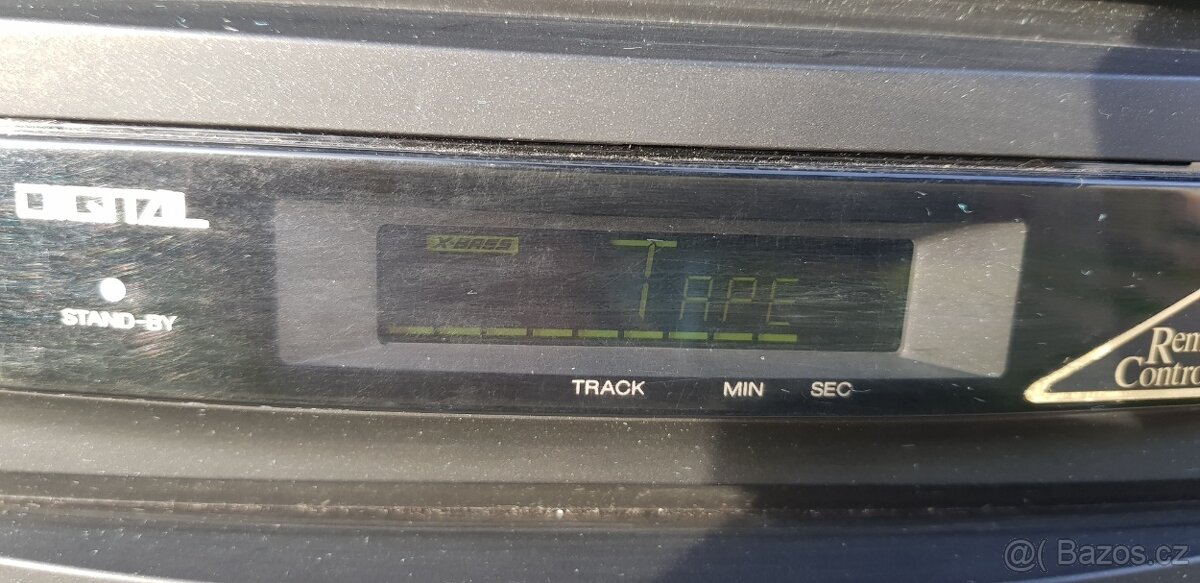 DIGITAL
X-BASS
TAPE
STAND-BY
TRACK MIN SEC
Rem
Contro
@( Bazos.cz